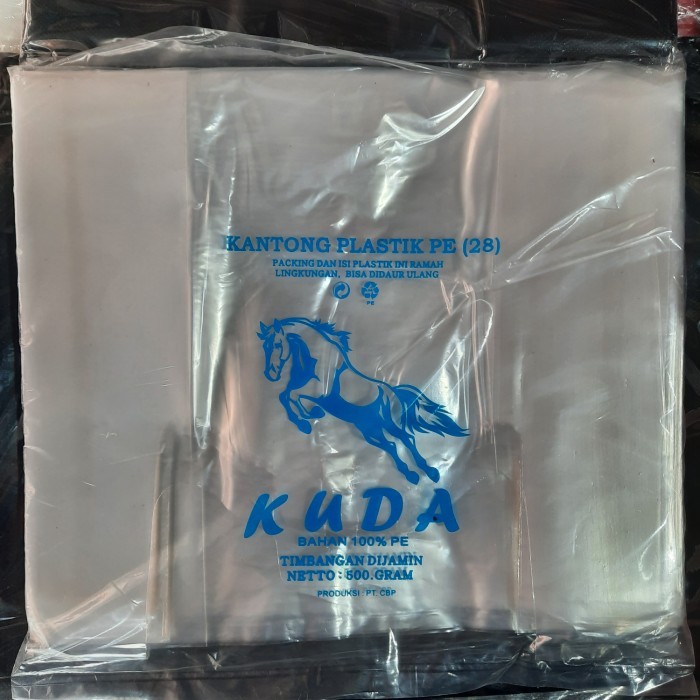 KANTONG PLASTIK PE (28)
PACKING DAN ISI PLASTIK INI RAMAH
LINGKUNGAN, BISA DIDAUR ULANG
PE
KUDA
BAHAN 100% PE
TIMBANGAN DIJAMIN
NETTO : 500.GRAM
PRODUKSI : PT. CBP